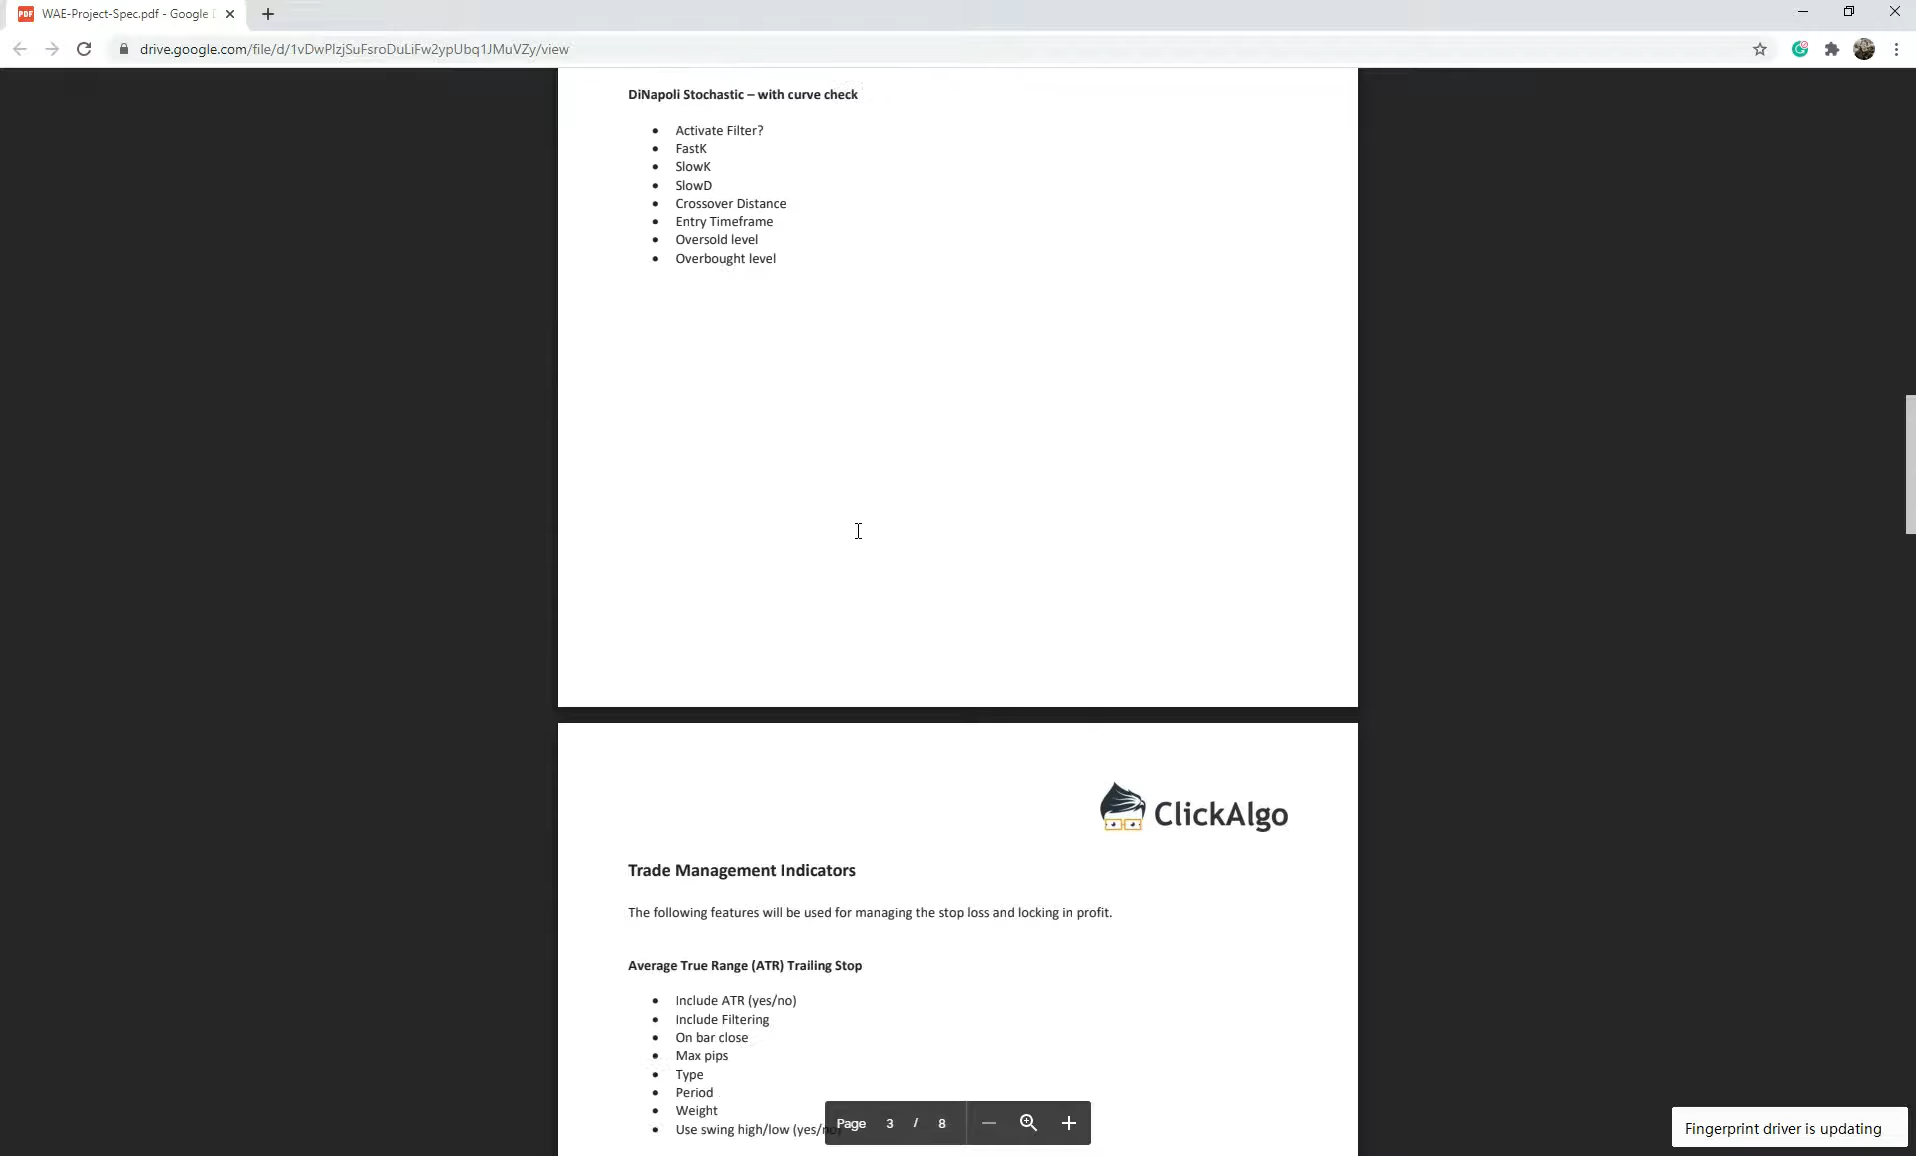 WAE-Project-Spec.pdf - Google
drive.google.com/file/d/1vDwPlzjSuFsroDuLiFw2ypUbq1JMuVZy/view
DiNapoli Stochastic – with curve check
• Activate Filter?
• FastK
• SlowK
• SlowD
• Crossover Distance
• Entry Timeframe
• Oversold level
• Overbought level
ClickAlgo
Trade Management Indicators
The following features will be used for managing the stop loss and locking in profit.
Average True Range (ATR) Trailing Stop
• Include ATR (yes/no)
• Include Filtering
• On bar close
• Max pips
• Type
• Period
• Weight
• Use swing high/low (yes/no)
Page 3 / 8
Fingerprint driver is updating